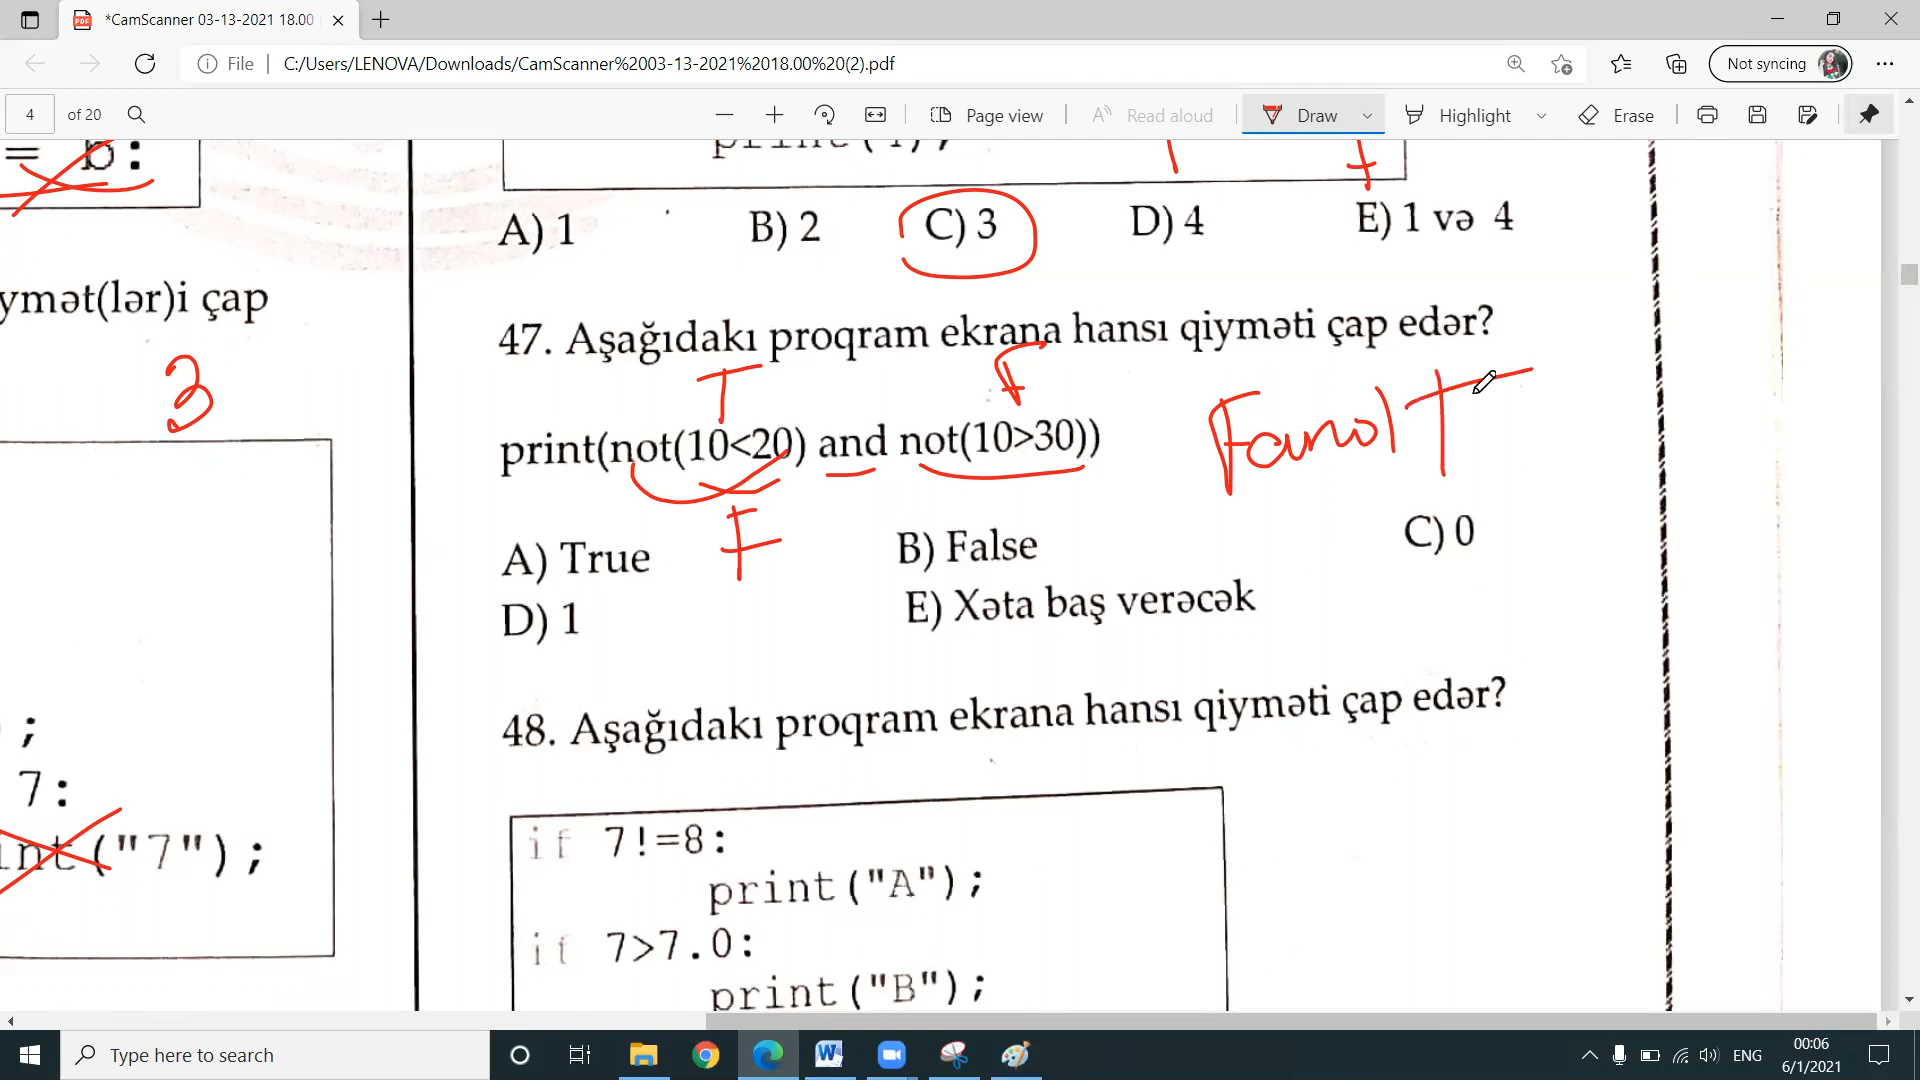 *CamScanner 03-13-2021 18.00
File
C:/Users/LENOVA/Downloads/CamScanner%2003-13-2021%2018.00%20(2).pdf
Not syncing
4 of 20
Page view
Read aloud
Draw
Highlight
Erase
= b:
ymət(lər)i çap
3
;
7:
int("7");
A) 1 B) 2 C) 3 D) 4 E) 1 və 4
47. Aşağıdakı proqram ekrana hansı qiyməti çap edər?
T F
print(not(10<20) and not(10>30))
F and T
F
A) True B) False C) 0
D) 1 E) Xəta baş verəcək
48. Aşağıdakı proqram ekrana hansı qiyməti çap edər?
if 7!=8:
print("A");
if 7>7.0:
print("B");
Type here to search
ENG
00:06
6/1/2021